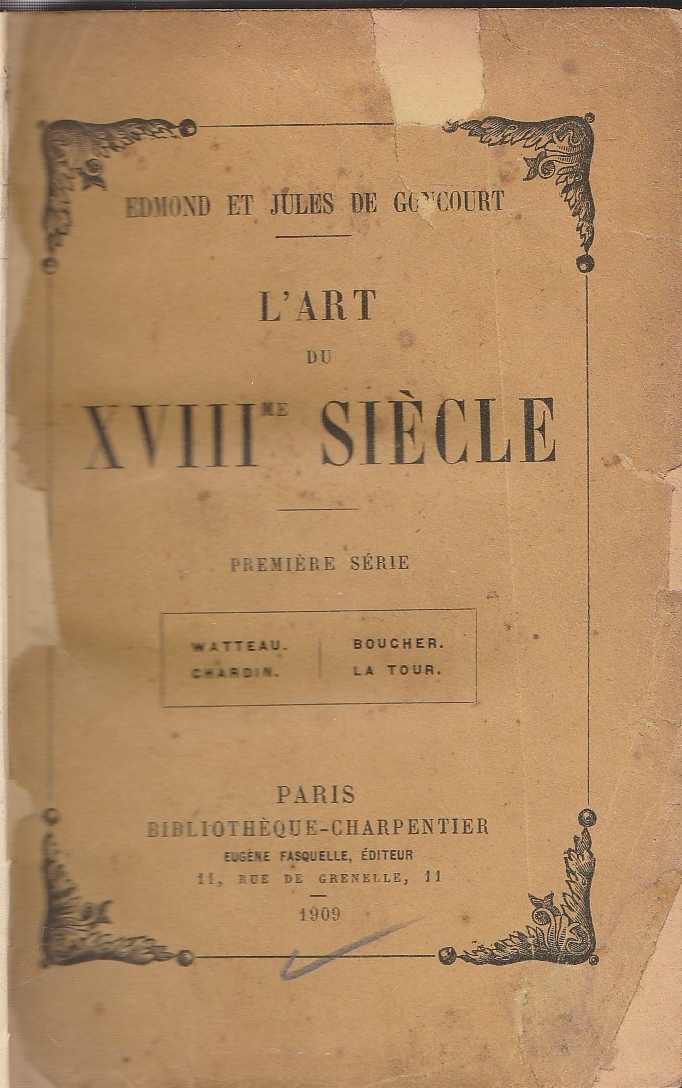 EDMOND ET JULES DE GONCOURT
L'ART
DU
XVIIIME SIÈCLE
PREMIÈRE SÉRIE
WATTEAU. BOUCHER.
CHARDIN. LA TOUR.
PARIS
BIBLIOTHÈQUE-CHARPENTIER
EUGÈNE FASQUELLE, ÉDITEUR
11, RUE DE GRENELLE, 11
1909